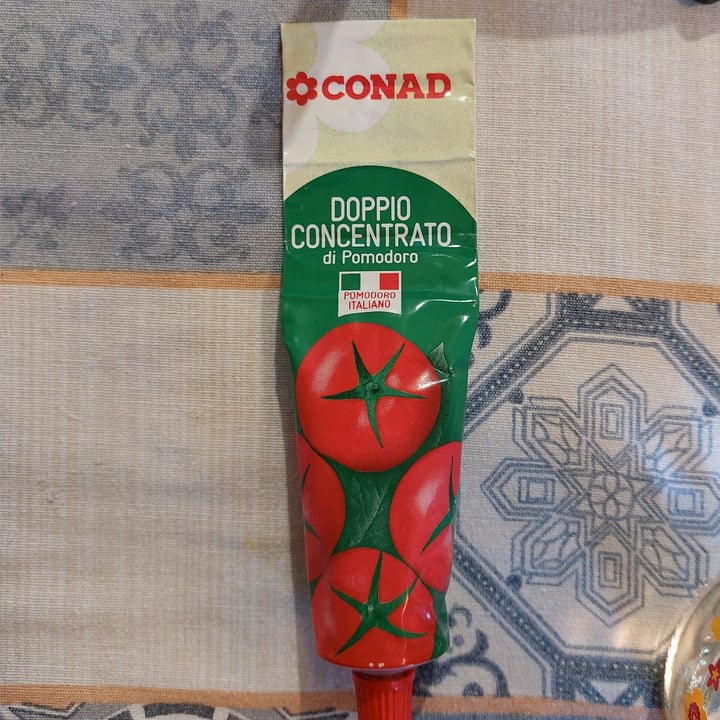 CONAD
DOPPIO
CONCENTRATO
di Pomodoro
POMODORO
ITALIANO